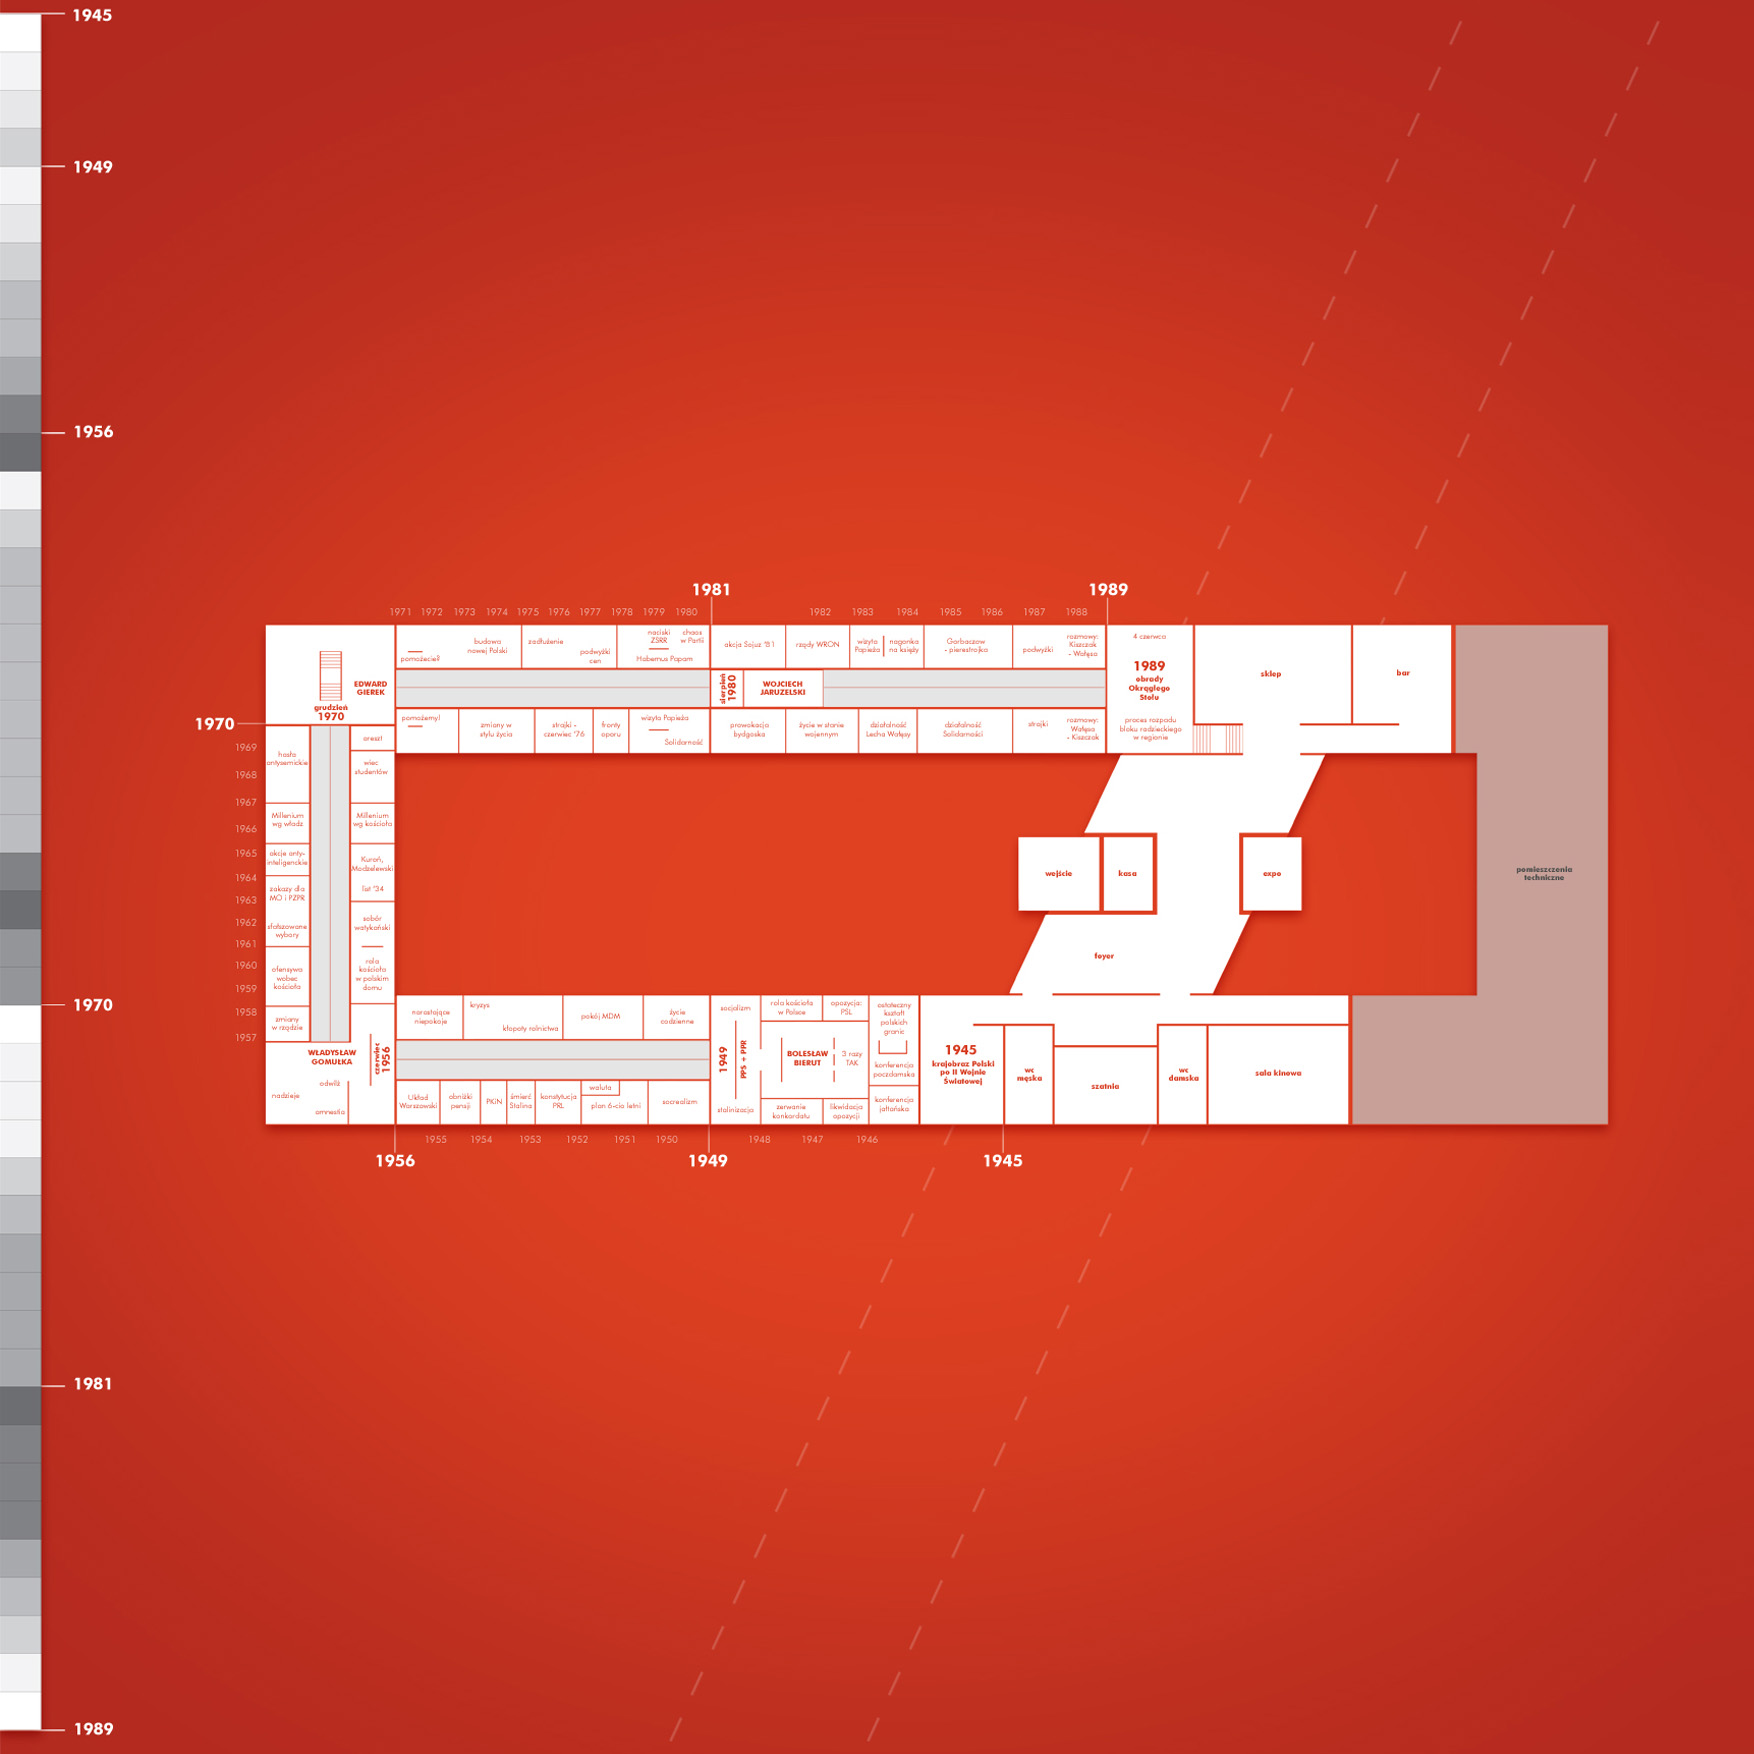 1945
1949
1956
1970
1981
1989
1981
1989
1971 1972 1973 1974 1975 1976 1977 1978 1979 1980 1982 1983 1984 1985 1986 1987 1988
pomożecie?
budowa
nowej Polski
zadłużenie
podwyżki
cen
naciski
ZSRR
chaos
w Partii
Habemus Papam
akcja Sojuz '81
rządy WRON
wizyta
Papieża
nagonka
na księży
Gorbaczow
- pierestrojka
podwyżki
rozmowy:
Kiszczak
- Wałęsa
4 czerwca
1989
obrady
Okrągłego
Stołu
proces rozpadu
bloku radzieckiego
w regionie
sklep
bar
EDWARD
GIEREK
grudzień
1970
sierpień
1980
WOJCIECH
JARUZELSKI
pomożemy!
zmiany w
stylu życia
strajki -
czerwiec '76
fronty
oporu
wizyta Papieża
Solidarność
prowokacja
bydgoska
życie w stanie
wojennym
działalność
Lecha Wałęsy
działalność
Solidarności
strajki
rozmowy:
Wałęsa
- Kiszczak
1970
1969
1968
1967
1966
1965
1964
1963
1962
1961
1960
1959
1958
1957
hasła
antysemickie
Millenium
wg władz
akcje anty-
inteligenckie
zakazy dla
MO i PZPR
sfałszowane
wybory
ofensywa
wobec
kościoła
zmiany
w rządzie
areszt
wiec
studentów
Millenium
wg kościoła
Kuroń,
Modzelewski
list '34
sobór
watykański
rola
kościoła
w polskim
domu
WŁADYSŁAW
GOMUŁKA
czerwiec
1956
odwilż
nadzieje
amnestia
wejście
kasa
expo
foyer
pomieszczenia
techniczne
narastające
niepokoje
kryzys
kłopoty rolnictwa
pokój MDM
życie
codzienne
Układ
Warszawski
obniżki
pensji
PKiN
śmierć
Stalina
konstytucja
PRL
waluta
plan 6-cio letni
socrealizm
socjalizm
1949
PPS + PPR
stalinizacja
rola kościoła
w Polsce
opozycja:
PSL
BOLESŁAW
BIERUT
3 razy
TAK
zerwanie
konkordatu
likwidacja
opozycji
ostateczny
kształt
polskich
granic
konferencja
poczdamska
konferencja
jałtańska
1945
krajobraz Polski
po II Wojnie
Światowej
wc
męska
szatnia
wc
damska
sala kinowa
1955 1954 1953 1952 1951 1950 1948 1947 1946
1956
1949
1945